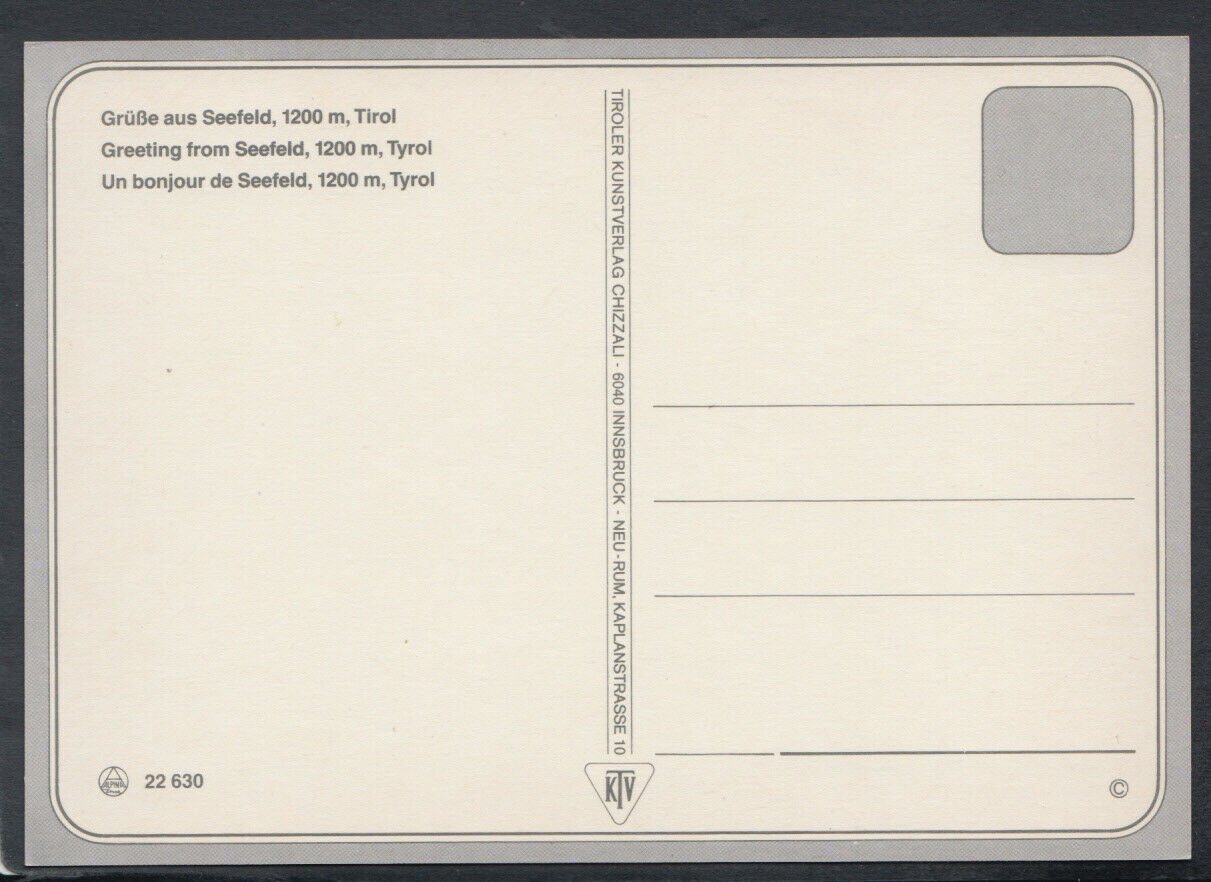 Grüße aus Seefeld, 1200 m, Tirol
Greeting from Seefeld, 1200 m, Tyrol
Un bonjour de Seefeld, 1200 m, Tyrol
TIROLER KUNSTVERLAG CHIZZALI - 6040 INNSBRUCK - NEU-RUM, KAPLANSTRASSE 10
ALPINA
22 630
KTV
©